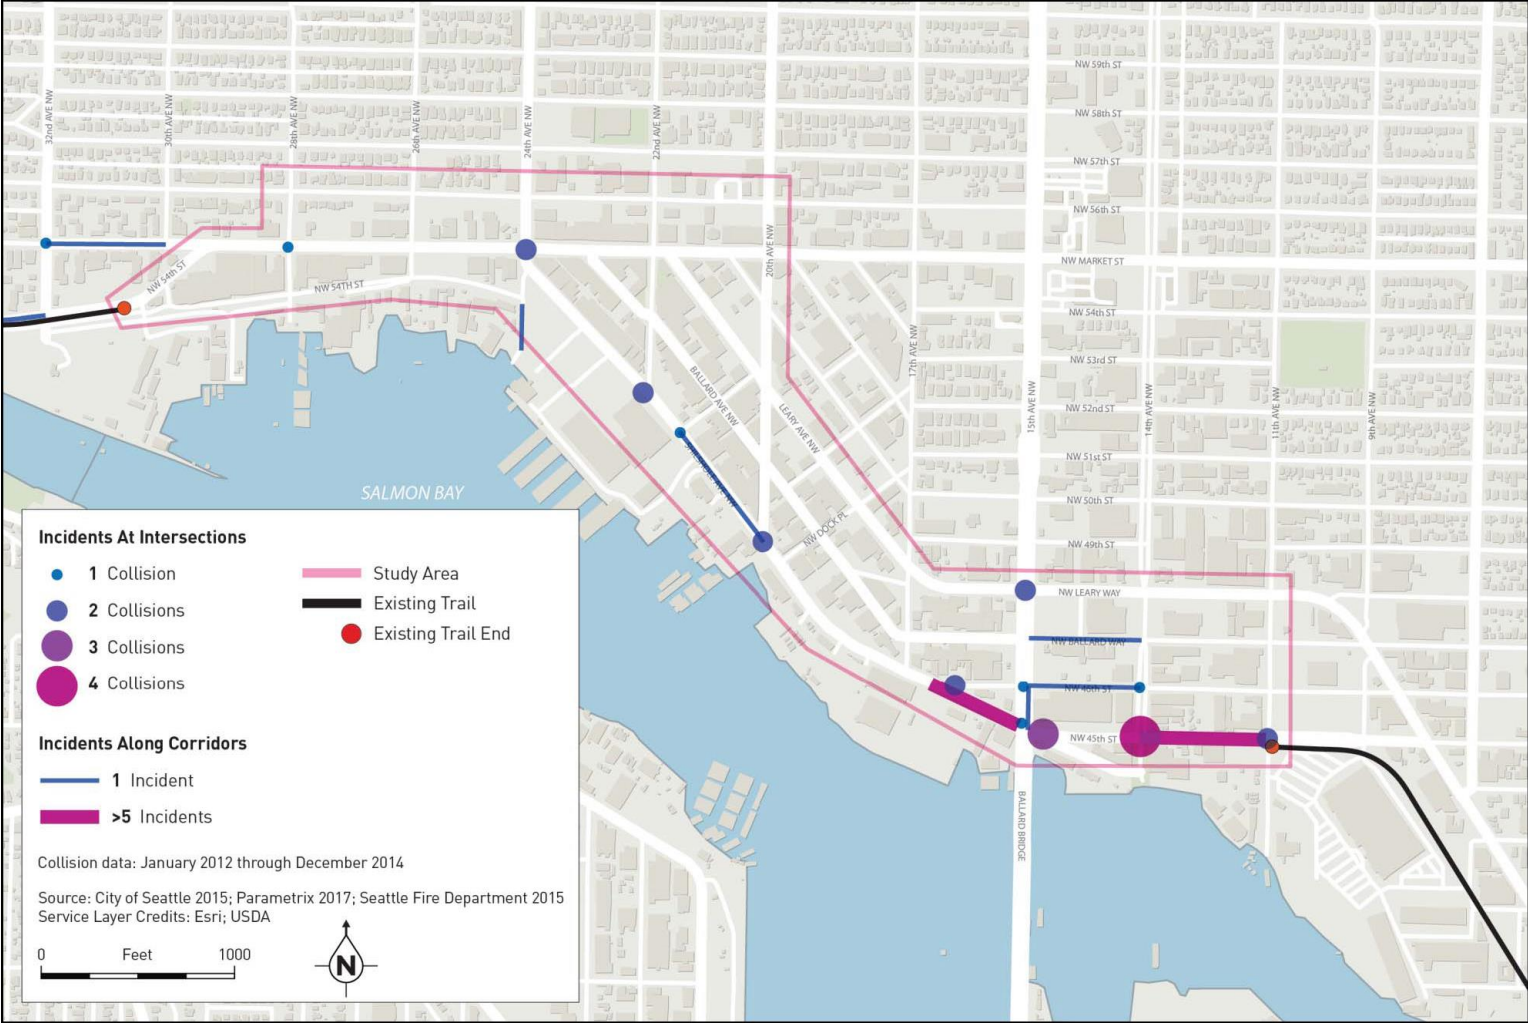 NW 59th ST
NW 58th ST
32nd AVE NW
30th AVE NW
28th AVE NW
26th AVE NW
24th AVE NW
22nd AVE NW
NW 57th ST
NW 56th ST
20th AVE NW
NW MARKET ST
NW 54th ST
NW 54TH ST
NW 54th ST
17th AVE NW
NW 53rd ST
BALLARD AVE NW
LEARY AVE NW
15th AVE NW
NW 52nd ST
14th AVE NW
11th AVE NW
9th AVE NW
NW 51st ST
SALMON BAY
NW 50th ST
NW DOCK PL
NW 49th ST
NW LEARY WAY
NW BALLARD WAY
NW 46th ST
NW 45th ST
BALLARD BRIDGE
Incidents At Intersections
1 Collision
2 Collisions
3 Collisions
4 Collisions
Study Area
Existing Trail
Existing Trail End
Incidents Along Corridors
1 Incident
>5 Incidents
Collision data: January 2012 through December 2014
Source: City of Seattle 2015; Parametrix 2017; Seattle Fire Department 2015
Service Layer Credits: Esri; USDA
0 Feet 1000
N